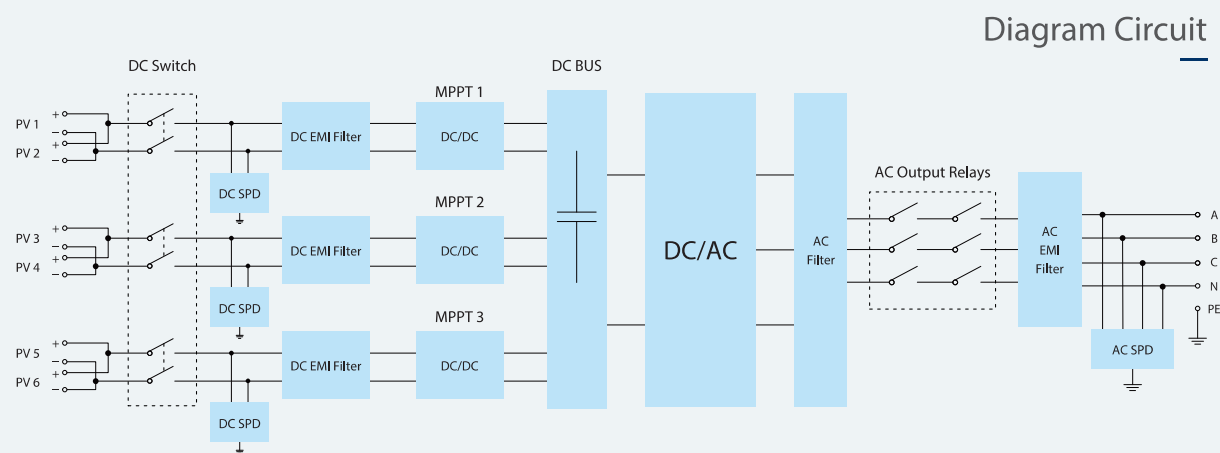 Diagram Circuit
DC Switch
DC BUS
MPPT 1
PV 1
+
−
+
PV 2
−
DC EMI Filter
DC/DC
DC SPD
AC Output Relays
MPPT 2
PV 3
+
−
+
PV 4
−
DC EMI Filter
DC/DC
DC SPD
DC/AC
AC
Filter
AC
EMI
Filter
A
B
C
N
PE
MPPT 3
PV 5
+
−
+
PV 6
−
DC EMI Filter
DC/DC
DC SPD
AC SPD